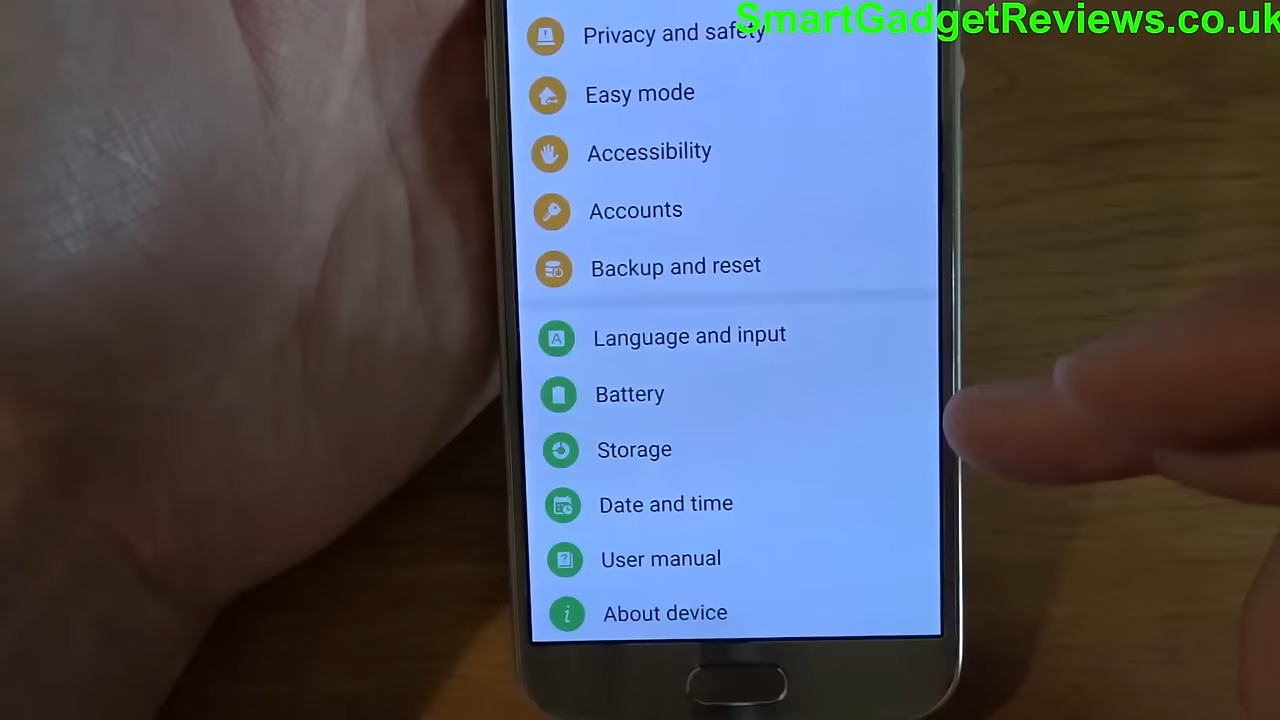 SmartGadgetReviews.co.uk
Privacy and safety
Easy mode
Accessibility
Accounts
Backup and reset
Language and input
Battery
Storage
Date and time
User manual
About device